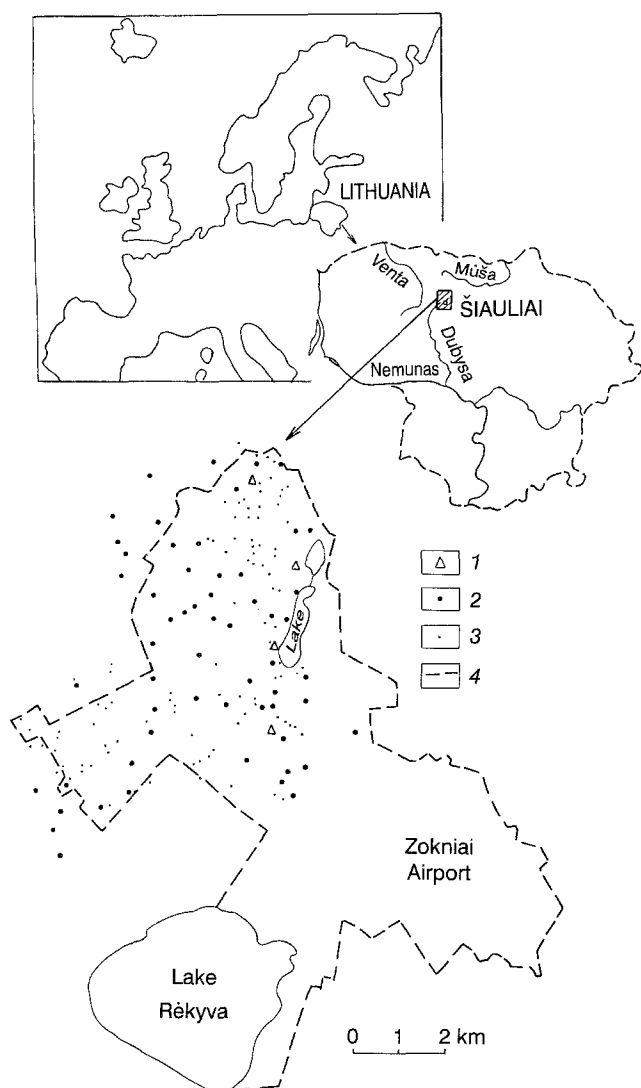 LITHUANIA
Venta
Mūša
ŠIAULIAI
Dubysa
Nemunas
Lake
1
2
3
4
Zokniai
Airport
Lake
Rėkyva
0 1 2 km